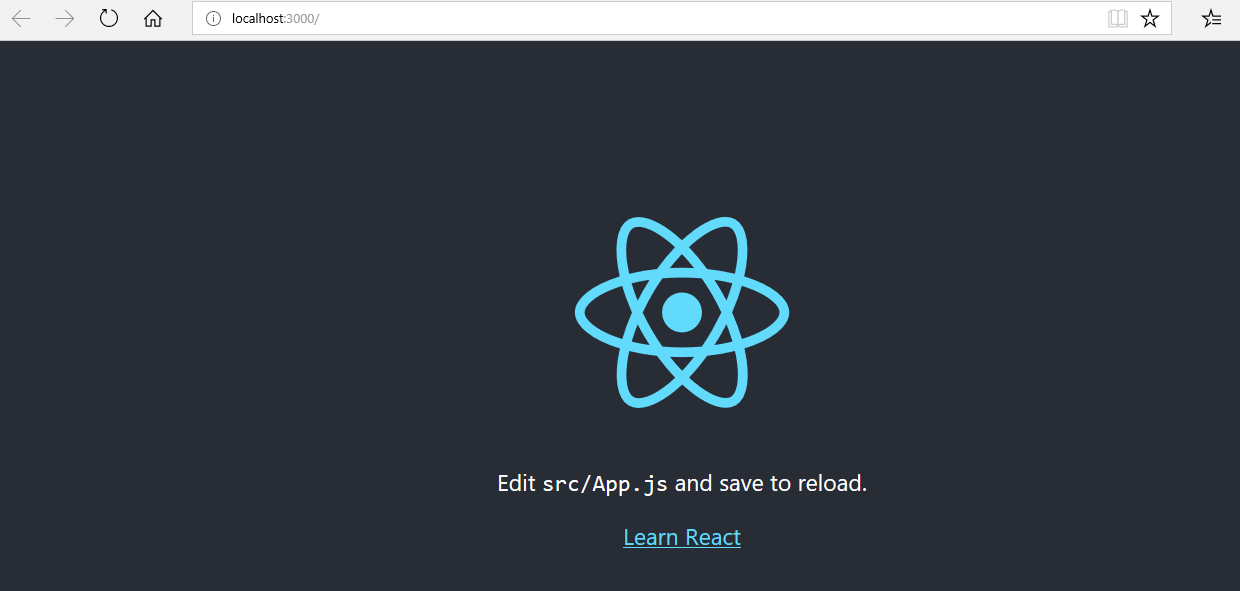 localhost:3000/
Edit src/App.js and save to reload.
Learn React